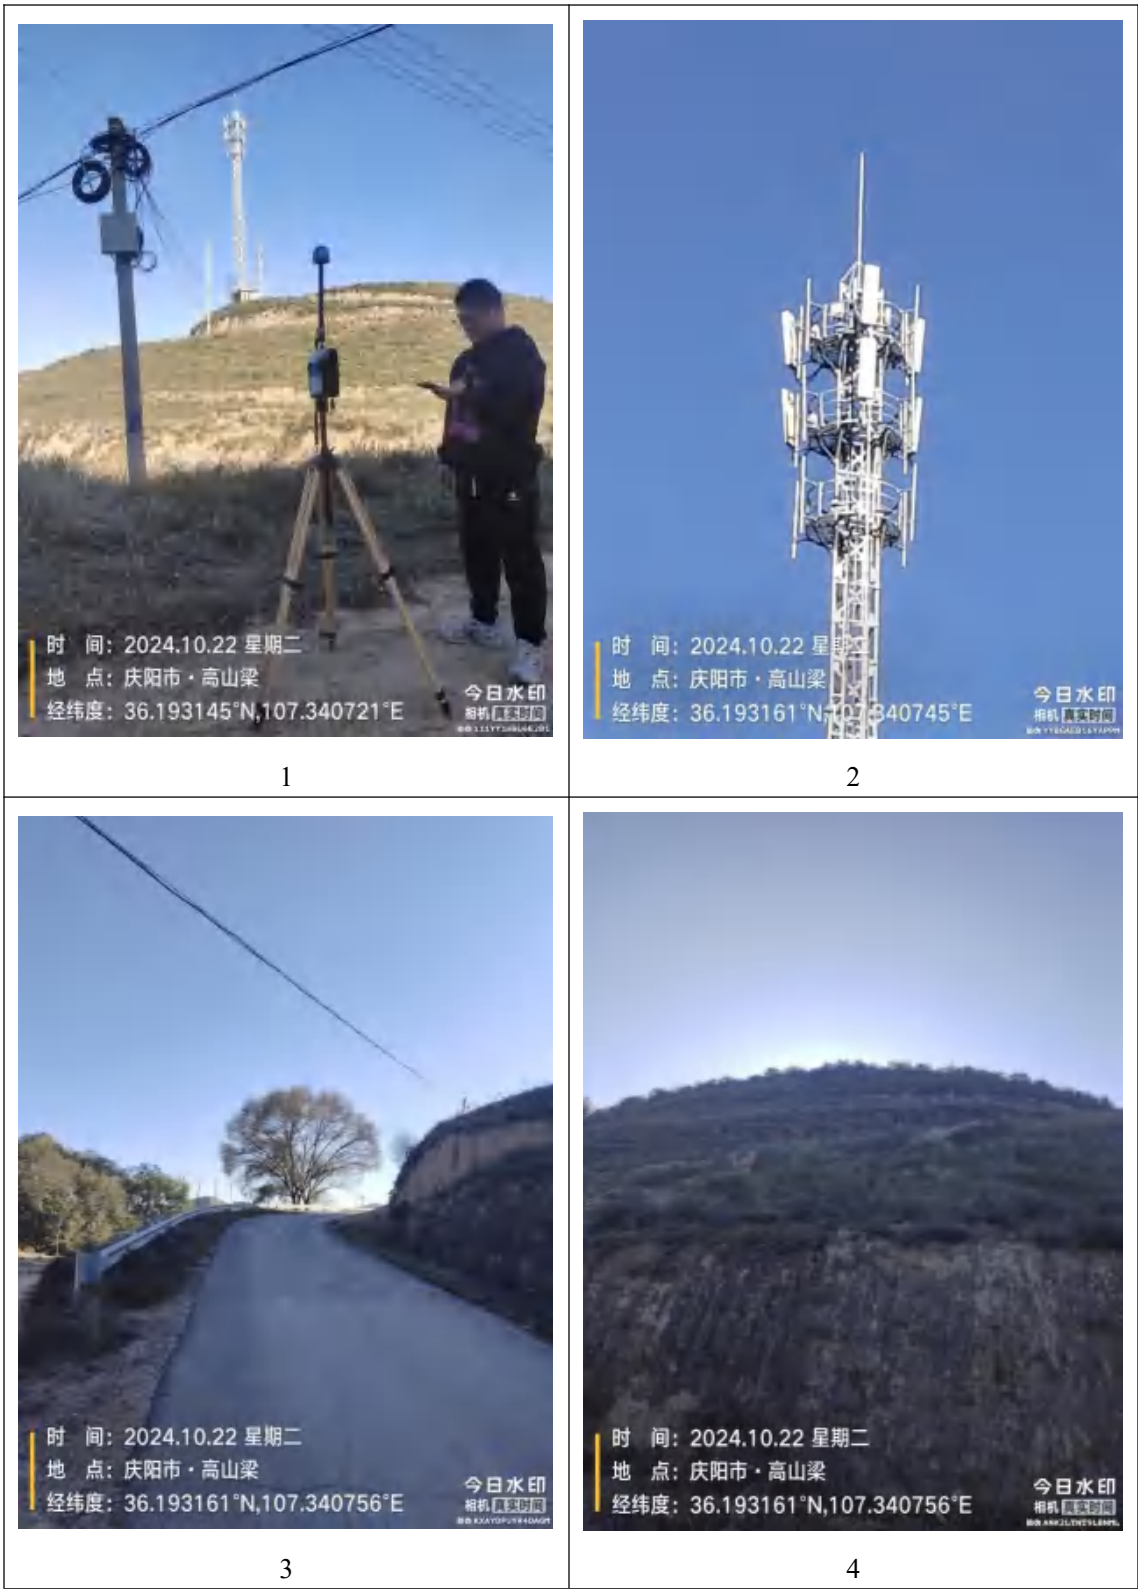 时 间：2024.10.22 星期二
地 点：庆阳市·高山梁
经纬度：36.193145°N,107.340721°E
今日水印
相机 真实时间
1
时 间：2024.10.22 星期二
地 点：庆阳市·高山梁
经纬度：36.193161°N,107.340745°E
今日水印
相机 真实时间
2
时 间：2024.10.22 星期二
地 点：庆阳市·高山梁
经纬度：36.193161°N,107.340756°E
今日水印
相机 真实时间
3
时 间：2024.10.22 星期二
地 点：庆阳市·高山梁
经纬度：36.193161°N,107.340756°E
今日水印
相机 真实时间
4